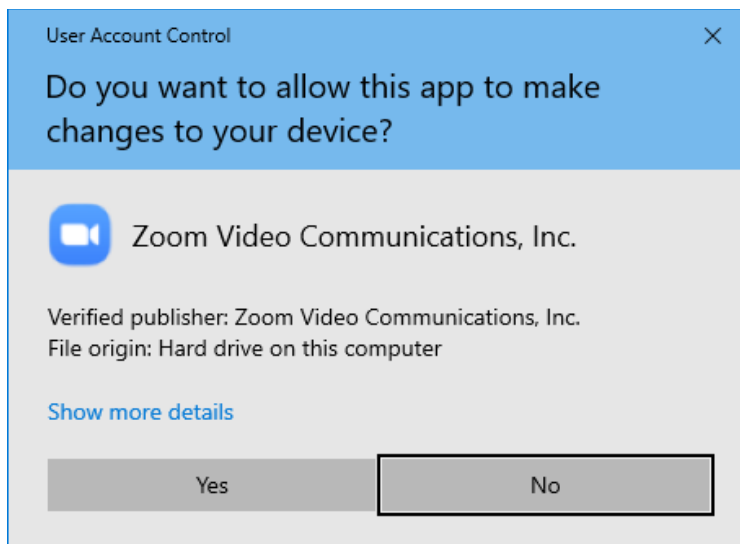 User Account Control
Do you want to allow this app to make
changes to your device?
Zoom Video Communications, Inc.
Verified publisher: Zoom Video Communications, Inc.
File origin: Hard drive on this computer
Show more details
Yes
No